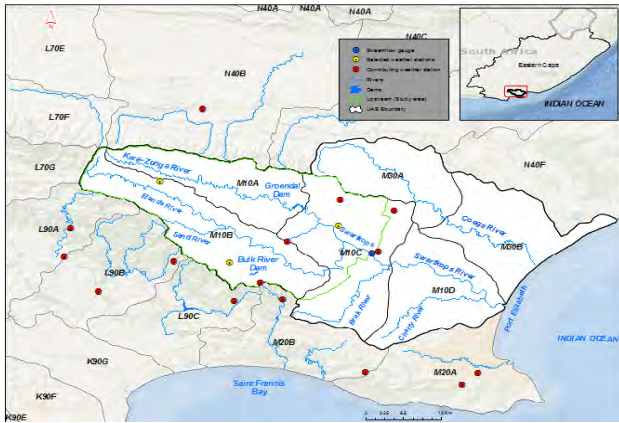 N40A
N40A
N40A
L70E
N40C
N40B
L70F
L70G
N40F
Streamflow gauge
Selected weather stations
Contributing weather station
Rivers
Dams
Upstream (Study area)
UAS Boundary
South Africa
Eastern Cape
INDIAN OCEAN
Kwa-Zunga River
M10A
Groendal
Dam
M30A
Elands River
Sand River
M10B
Bulk River
Dam
Swartkops
M10C
Coega River
M30B
Swartkops River
M10D
Brak River
L90A
L90B
L90C
M20B
Port Elizabeth
INDIAN OCEAN
K90G
K90F
K90E
Saint Francis
Bay
M20A